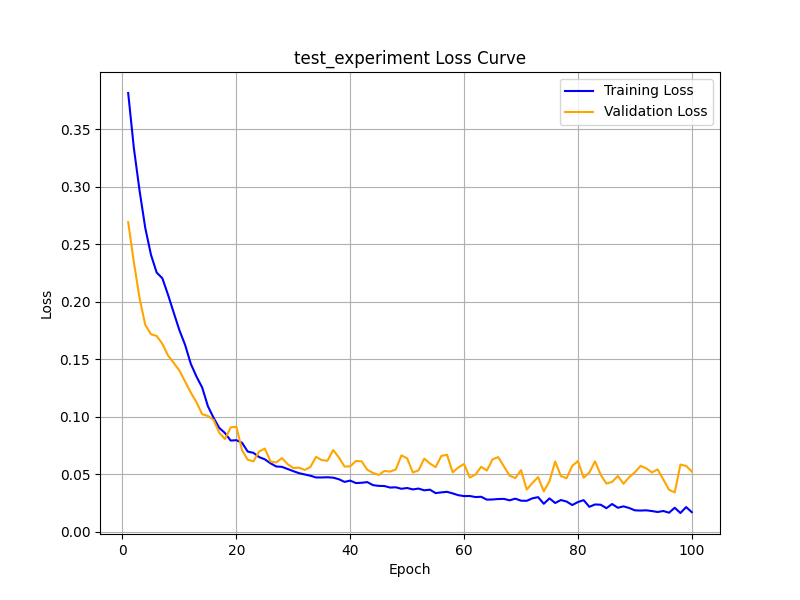 test_experiment Loss Curve
Training Loss
Validation Loss
0.35
0.30
0.25
0.20
0.15
0.10
0.05
0.00
Loss
0 20 40 60 80 100
Epoch